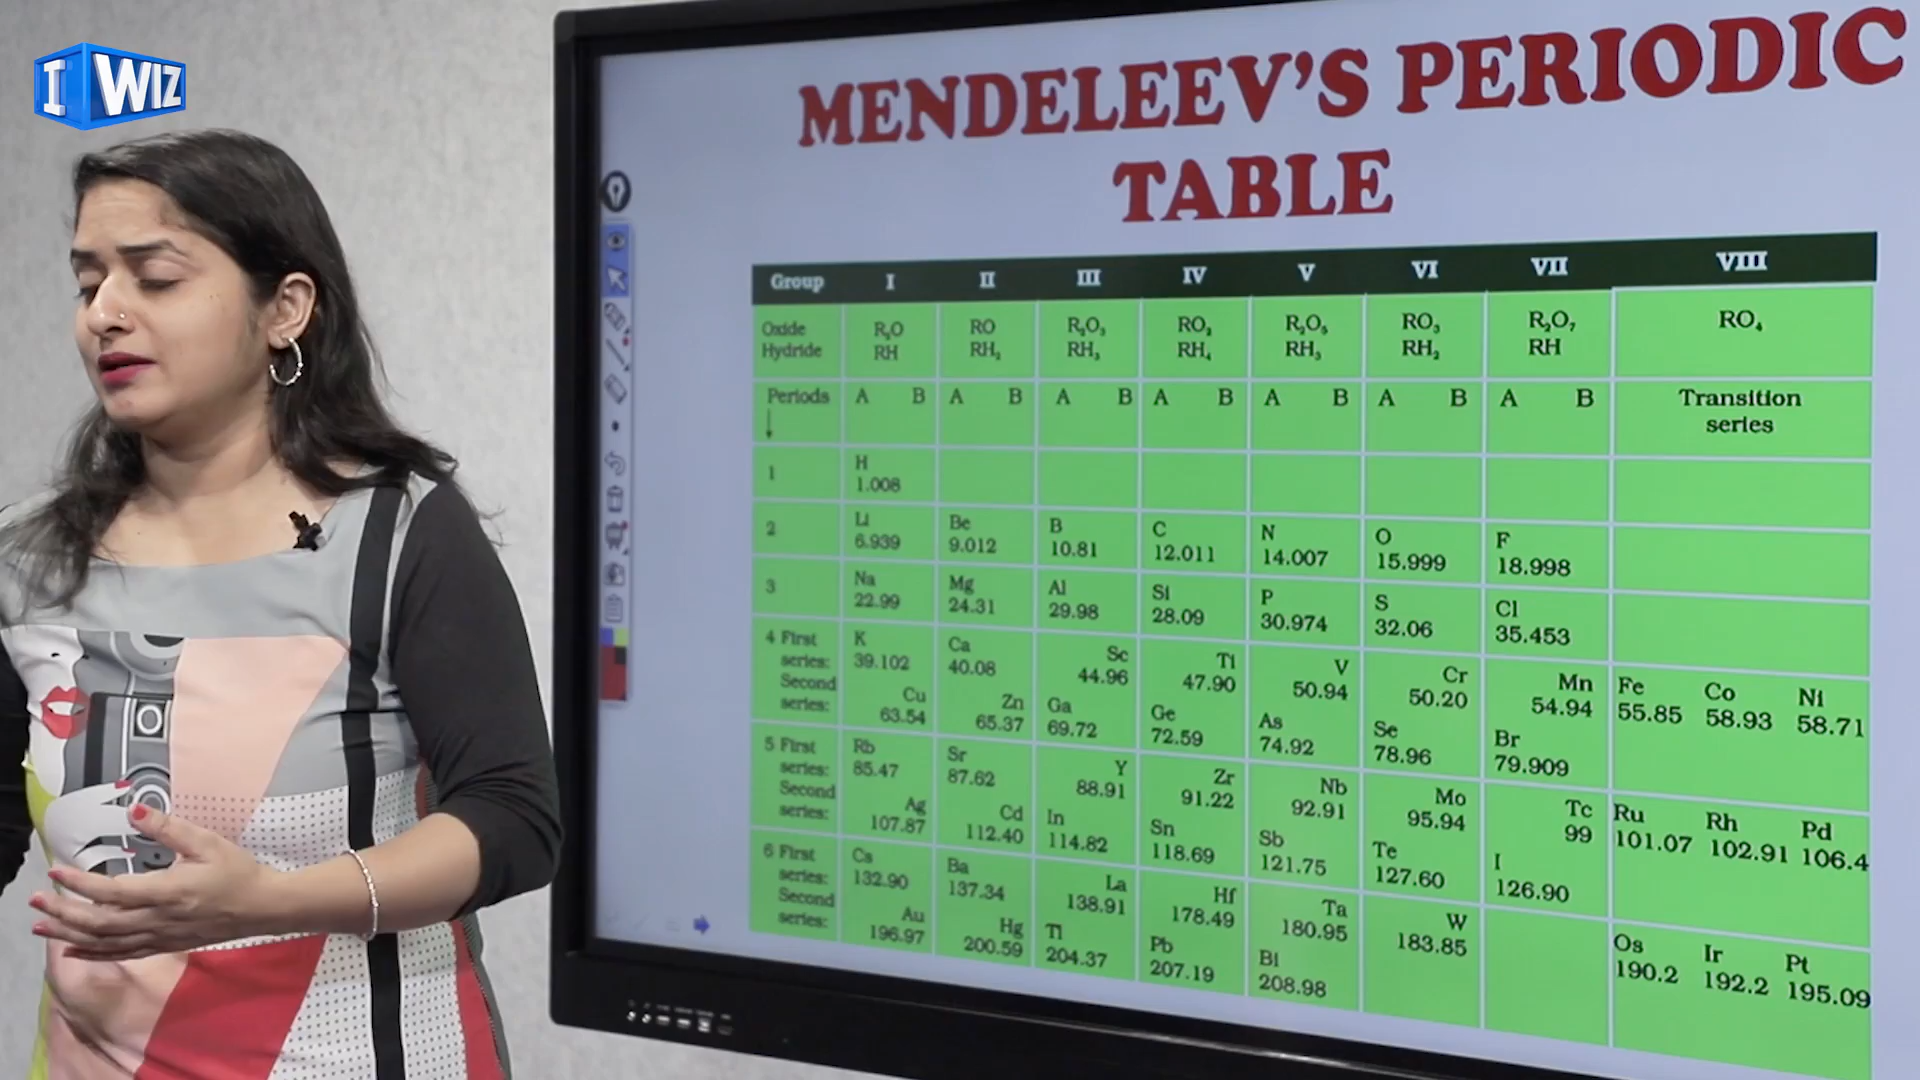 I WIZ
MENDELEEV'S PERIODIC
TABLE
Group I II III IV V VI VII VIII
Oxide R₂O RO R₂O₃ RO₂ R₂O₅ RO₃ R₂O₇ RO₄
Hydride RH RH₂ RH₃ RH₄ RH₃ RH₂ RH
Periods A B A B A B A B A B A B A B Transition
↓ series
1 H
1.008
2 Li Be B C N O F
6.939 9.012 10.81 12.011 14.007 15.999 18.998
3 Na Mg Al Si P S Cl
22.99 24.31 29.98 28.09 30.974 32.06 35.453
4 First K Ca Sc Ti V Cr Mn Fe Co Ni
series: 39.102 40.08 44.96 47.90 50.94 50.20 54.94 55.85 58.93 58.71
Second Cu Zn Ga Ge As Se Br
series: 63.54 65.37 69.72 72.59 74.92 78.96 79.909
5 First Rb Sr Y Zr Nb Mo Tc Ru Rh Pd
series: 85.47 87.62 88.91 91.22 92.91 95.94 99 101.07 102.91 106.4
Second Ag Cd In Sn Sb Te I
series: 107.87 112.40 114.82 118.69 121.75 127.60 126.90
6 First Cs Ba La Hf Ta W Os Ir Pt
series: 132.90 137.34 138.91 178.49 180.95 183.85 190.2 192.2 195.09
Second Au Hg Tl Pb Bi
series: 196.97 200.59 204.37 207.19 208.98